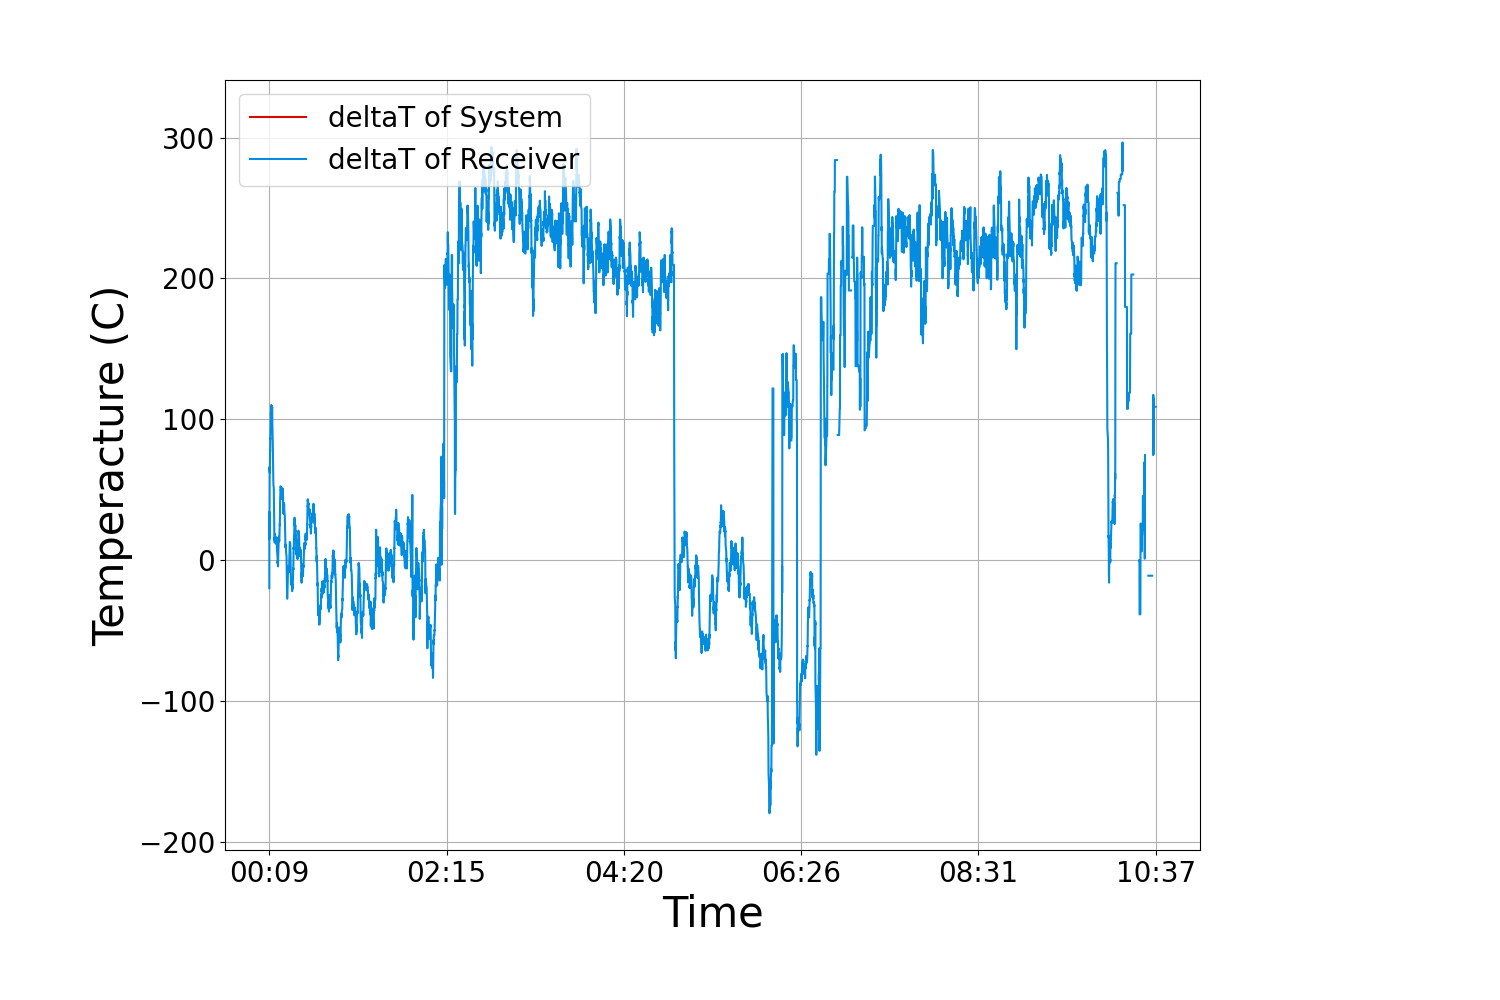 deltaT of System
deltaT of Receiver
300
200
100
0
−100
−200
Temperacture (C)
00:09 02:15 04:20 06:26 08:31 10:37
Time